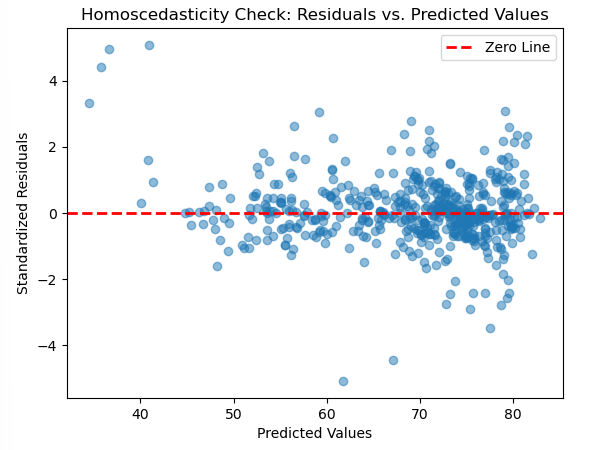 Homoscedasticity Check: Residuals vs. Predicted Values
Zero Line
Standardized Residuals
4
2
0
−2
−4
40 50 60 70 80
Predicted Values